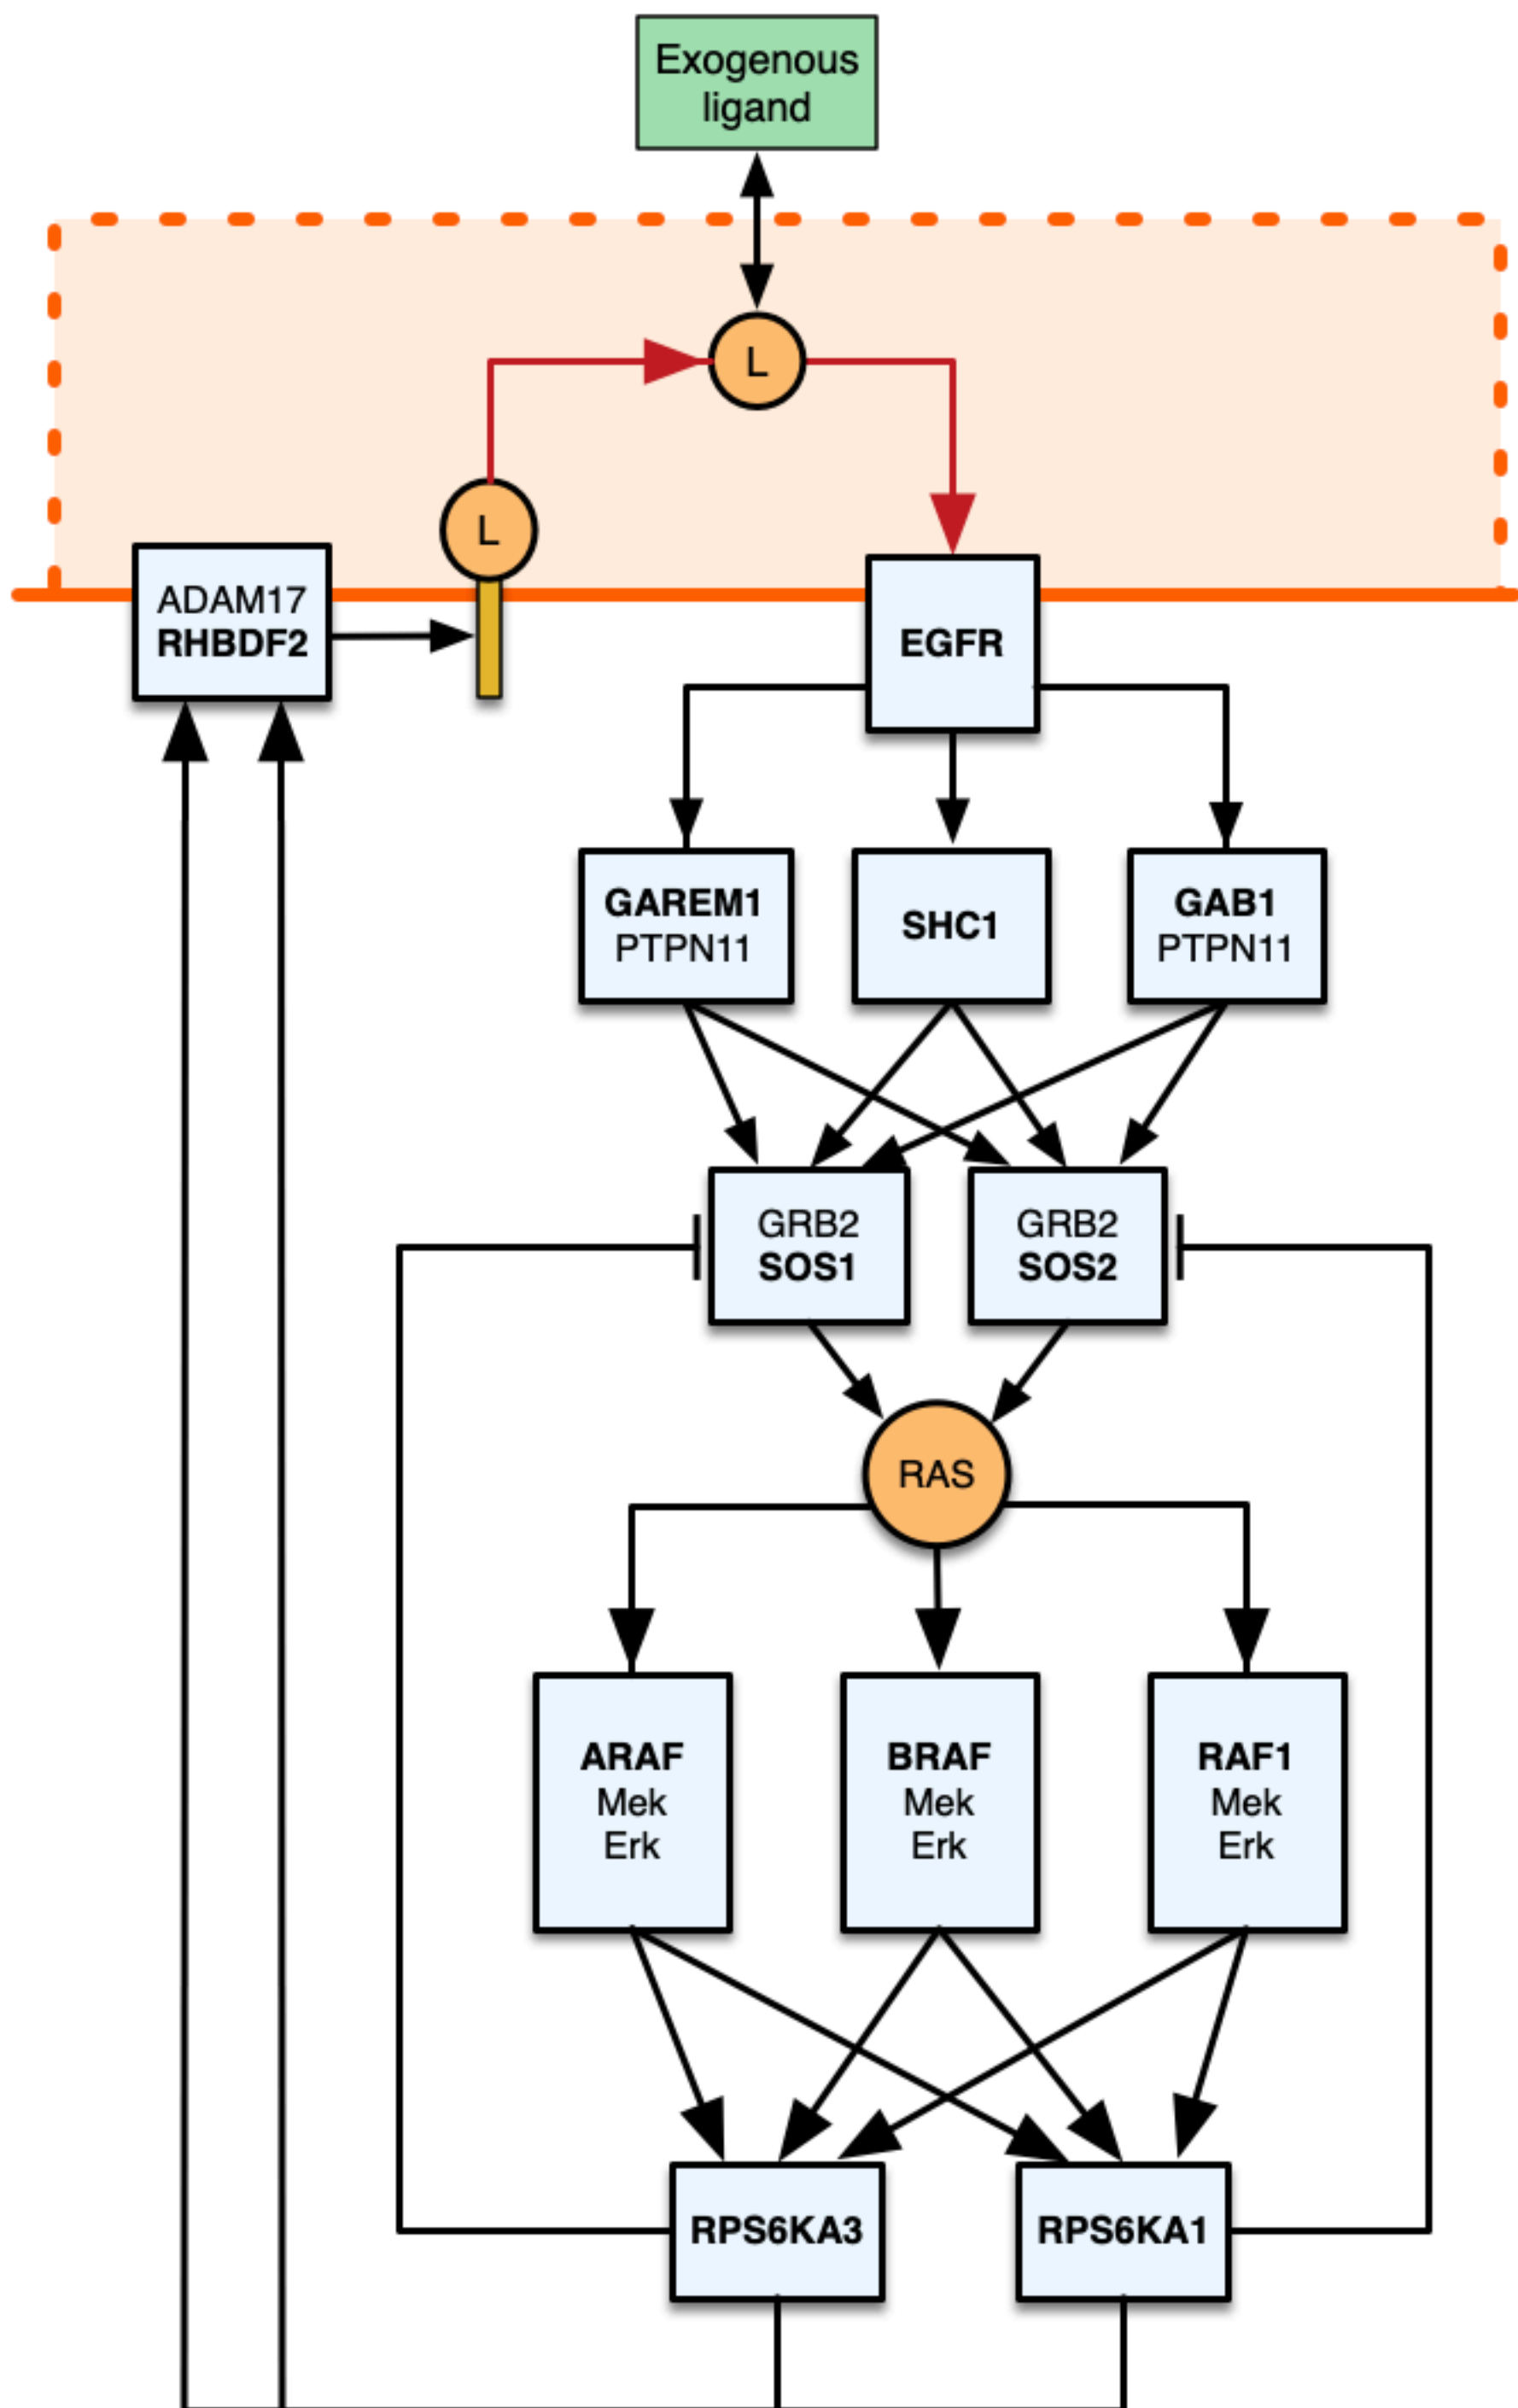 Exogenous
ligand
L
L
ADAM17
RHBDF2
EGFR
GAREM1
PTPN11
SHC1
GAB1
PTPN11
GRB2
SOS1
GRB2
SOS2
RAS
ARAF
Mek
Erk
BRAF
Mek
Erk
RAF1
Mek
Erk
RPS6KA3
RPS6KA1